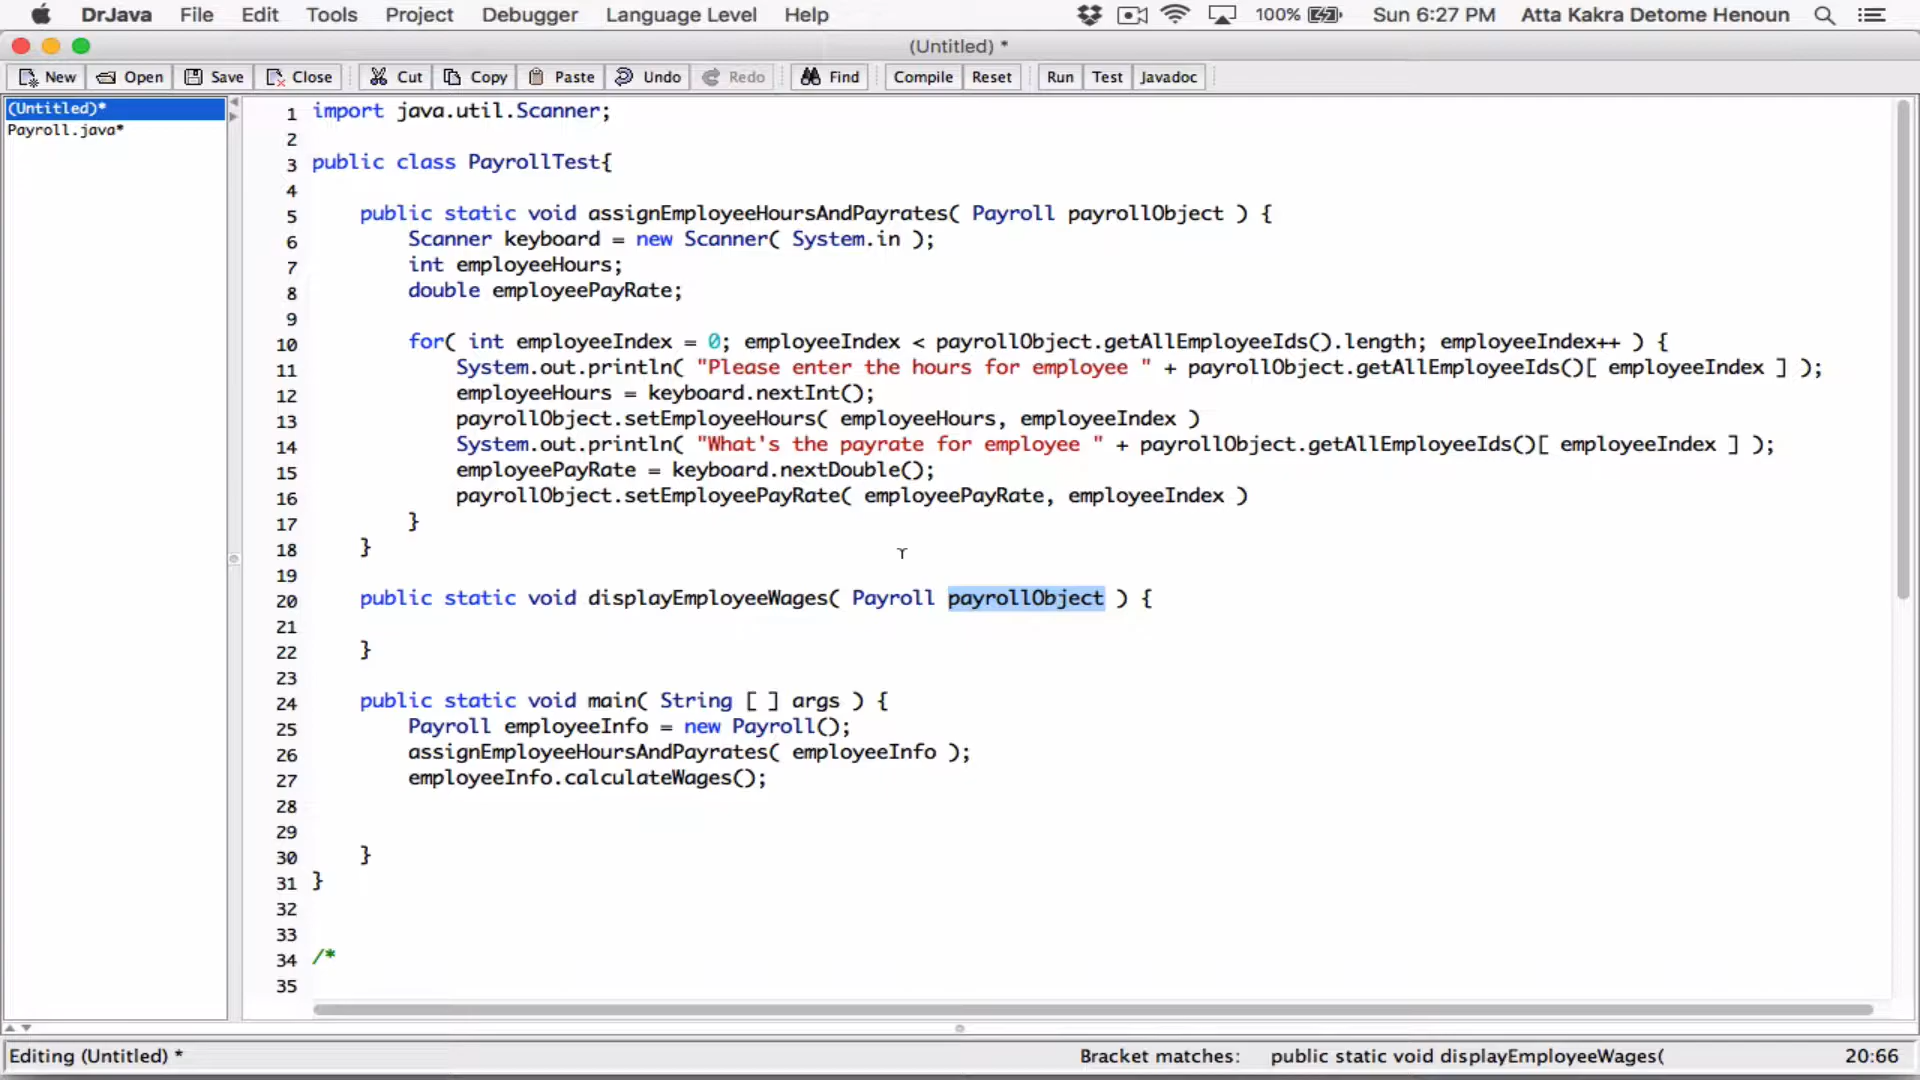 DrJava File Edit Tools Project Debugger Language Level Help 100% Sun 6:27 PM Atta Kakra Detome Henoun
(Untitled) *
New Open Save Close Cut Copy Paste Undo Redo Find Compile Reset Run Test Javadoc
(Untitled)*
Payroll.java*
1 import java.util.Scanner;
2
3 public class PayrollTest{
4
5 public static void assignEmployeeHoursAndPayrates( Payroll payrollObject ) {
6 Scanner keyboard = new Scanner( System.in );
7 int employeeHours;
8 double employeePayRate;
9
10 for( int employeeIndex = 0; employeeIndex < payrollObject.getAllEmployeeIds().length; employeeIndex++ ) {
11 System.out.println( "Please enter the hours for employee " + payrollObject.getAllEmployeeIds()[ employeeIndex ] );
12 employeeHours = keyboard.nextInt();
13 payrollObject.setEmployeeHours( employeeHours, employeeIndex )
14 System.out.println( "What's the payrate for employee " + payrollObject.getAllEmployeeIds()[ employeeIndex ] );
15 employeePayRate = keyboard.nextDouble();
16 payrollObject.setEmployeePayRate( employeePayRate, employeeIndex )
17 }
18 }
19
20 public static void displayEmployeeWages( Payroll payrollObject ) {
21
22 }
23
24 public static void main( String [ ] args ) {
25 Payroll employeeInfo = new Payroll();
26 assignEmployeeHoursAndPayrates( employeeInfo );
27 employeeInfo.calculateWages();
28
29
30 }
31 }
32
33
34 /*
35
Editing (Untitled) * Bracket matches: public static void displayEmployeeWages( 20:66